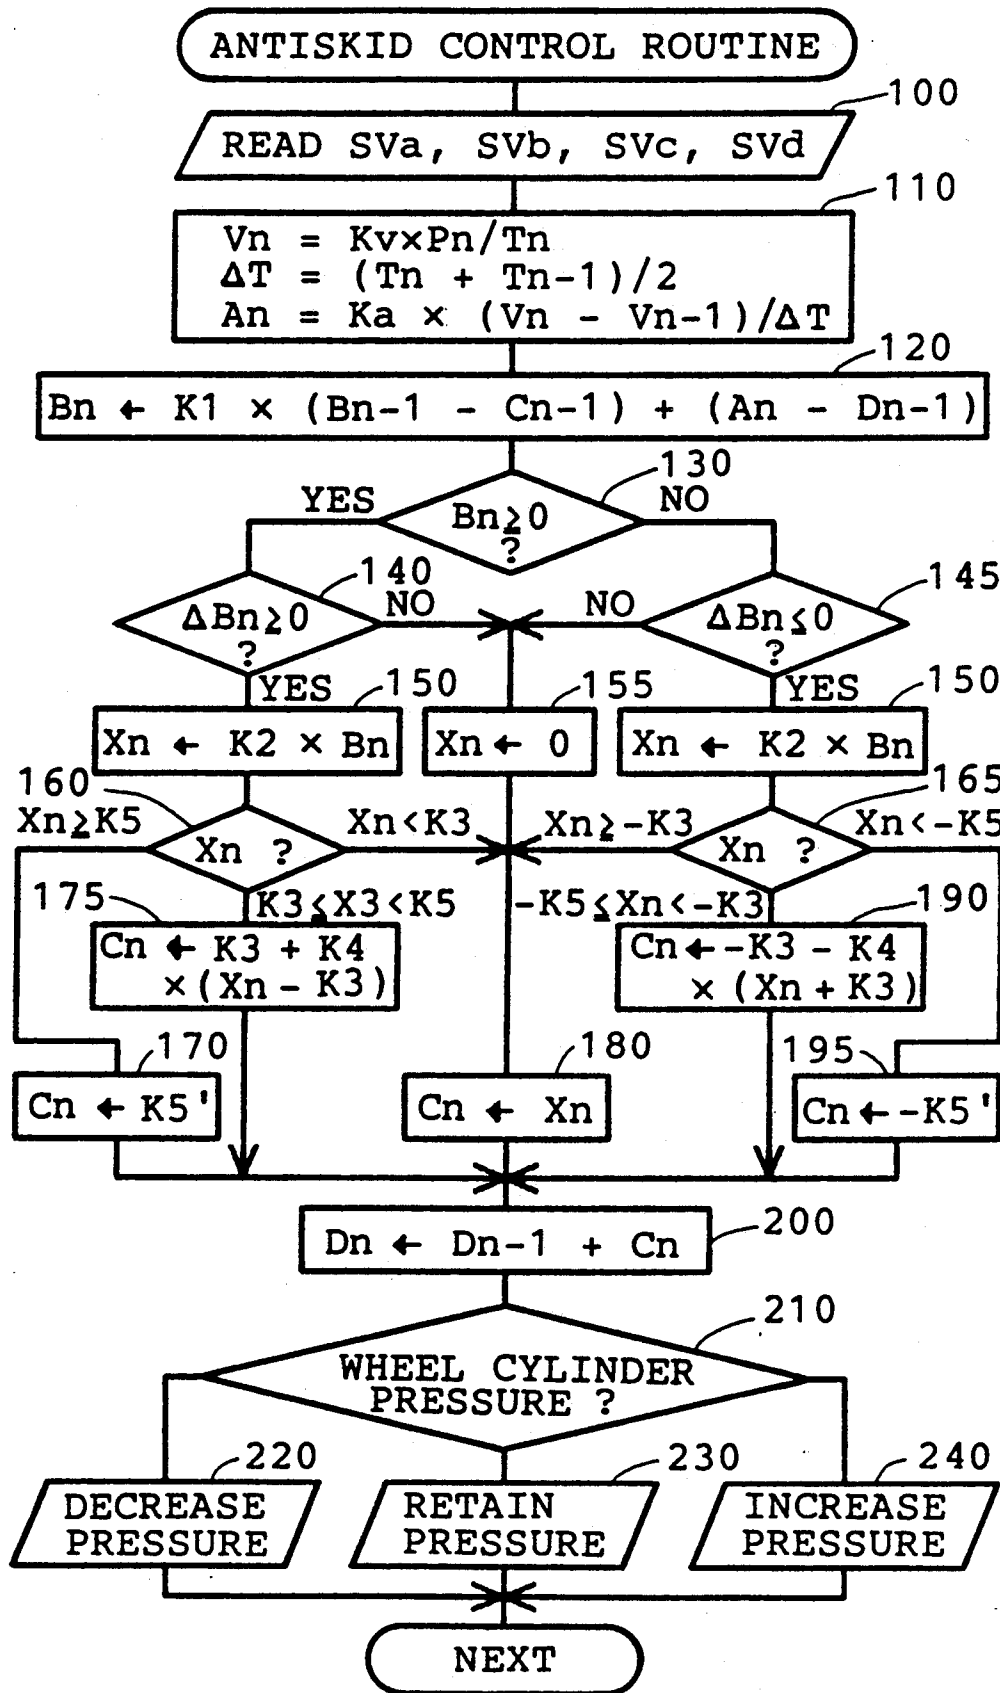 ANTISKID CONTROL ROUTINE
100
READ SVa, SVb, SVc, SVd
110
Vn = Kv×Pn/Tn
ΔT = (Tn + Tn-1)/2
An = Ka × (Vn - Vn-1)/ΔT
120
Bn ← K1 × (Bn-1 - Cn-1) + (An - Dn-1)
130
YES
NO
Bn≧0
?
140
145
ΔBn≧0
?
NO
NO
ΔBn≦0
?
YES
150
155
YES
150
Xn ← K2 × Bn
Xn ← 0
Xn ← K2 × Bn
160
165
Xn≧K5
Xn<K3
Xn≧-K3
Xn<-K5
Xn ?
Xn ?
175
K3≦X3<K5
-K5≦Xn<-K3
190
Cn ← K3 + K4
×(Xn - K3)
Cn ← -K3 - K4
×(Xn + K3)
170
180
195
Cn ← K5'
Cn ← Xn
Cn ← -K5'
200
Dn ← Dn-1 + Cn
210
WHEEL CYLINDER
PRESSURE ?
220
230
240
DECREASE
PRESSURE
RETAIN
PRESSURE
INCREASE
PRESSURE
NEXT